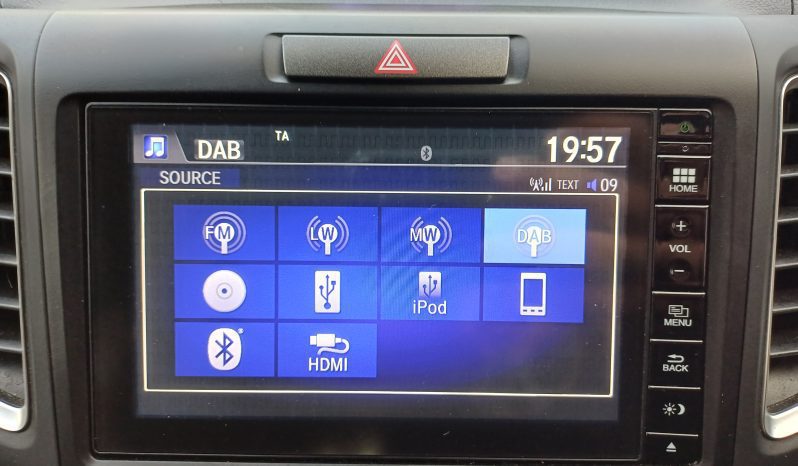 TA
DAB 19:57
SOURCE TEXT 09
FM LW MW DAB
iPod
HDMI
HOME
+
VOL
−
MENU
BACK